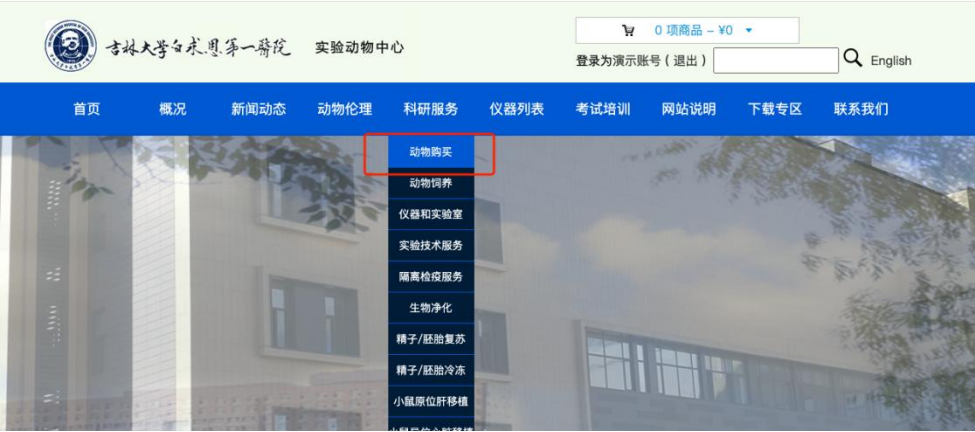 吉林大学白求恩第一醫院 实验动物中心
0 项商品 – ¥0
登录为演示账号 ( 退出 )
English
首页 概况 新闻动态 动物伦理 科研服务 仪器列表 考试培训 网站说明 下载专区 联系我们
动物购买
动物饲养
仪器和实验室
实验技术服务
隔离检疫服务
生物净化
精子/胚胎复苏
精子/胚胎冷冻
小鼠原位肝移植